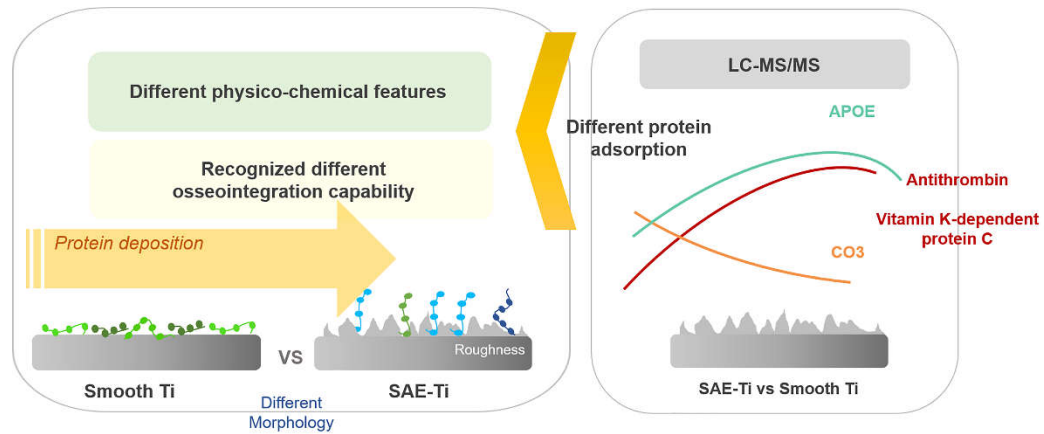 Different physico-chemical features
Recognized different
osseointegration capability
Protein deposition
Smooth Ti
VS
Roughness
SAE-Ti
Different
Morphology
Different protein
adsorption
LC-MS/MS
APOE
Antithrombin
Vitamin K-dependent
protein C
CO3
SAE-Ti vs Smooth Ti